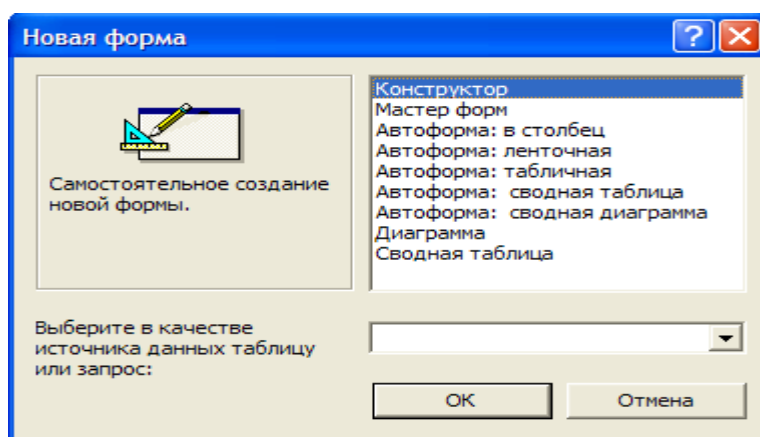 Новая форма
Самостоятельное создание
новой формы.
Конструктор
Мастер форм
Автоформа: в столбец
Автоформа: ленточная
Автоформа: табличная
Автоформа: сводная таблица
Автоформа: сводная диаграмма
Диаграмма
Сводная таблица
Выберите в качестве
источника данных таблицу
или запрос:
ОК
Отмена